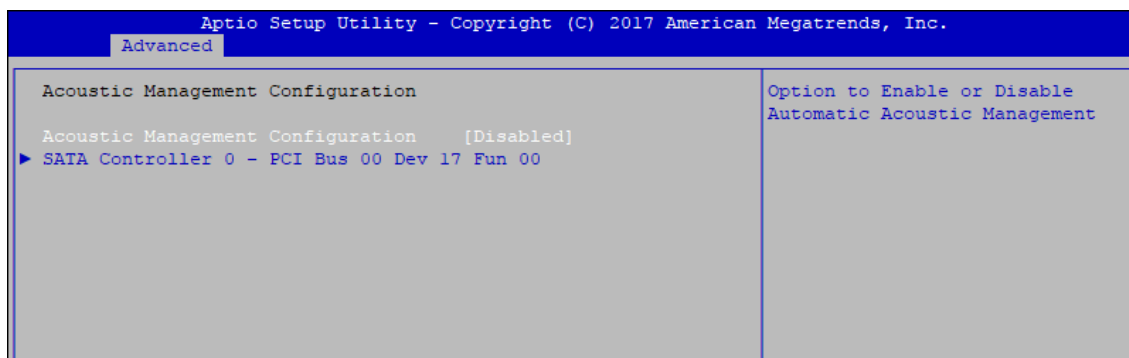 Aptio Setup Utility – Copyright (C) 2017 American Megatrends, Inc.
Advanced
Acoustic Management Configuration
Acoustic Management Configuration [Disabled]
► SATA Controller 0 – PCI Bus 00 Dev 17 Fun 00
Option to Enable or Disable
Automatic Acoustic Management